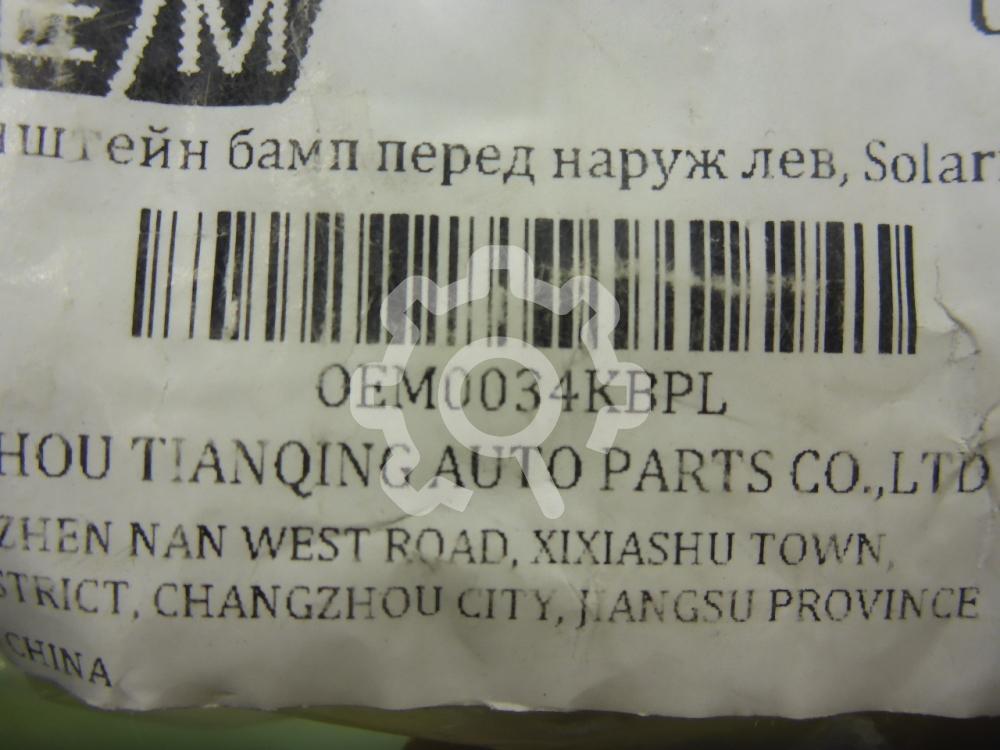 EM
штейн бамп перед наруж лев, Solar
OEM0034KBPL
HOU TIANQING AUTO PARTS CO.,LTD
ZHEN NAN WEST ROAD, XIXIASHU TOWN,
STRICT, CHANGZHOU CITY, JIANGSU PROVINCE
CHINA